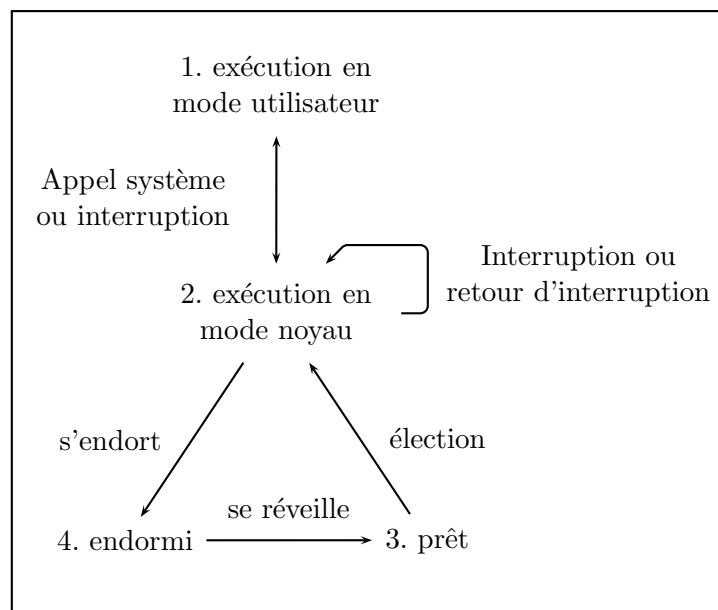 1. exécution en
mode utilisateur
Appel système
ou interruption
Interruption ou
retour d'interruption
2. exécution en
mode noyau
s'endort
élection
se réveille
4. endormi
3. prêt